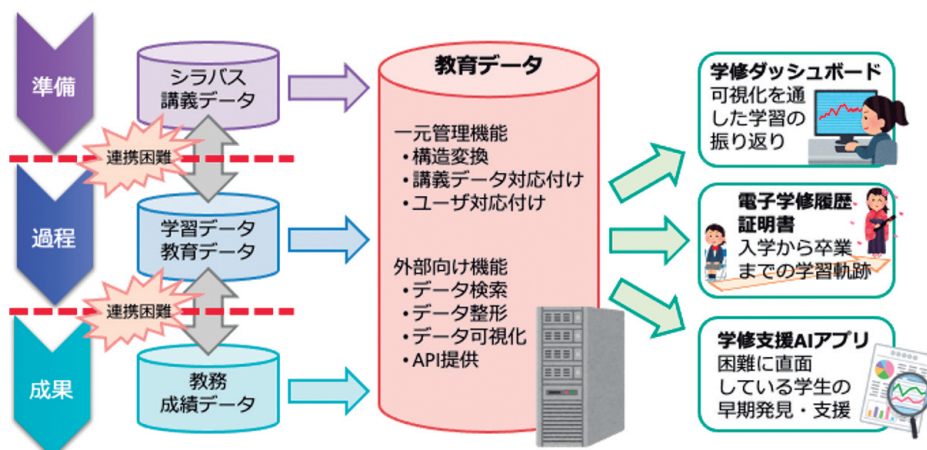 準備
過程
成果
シラバス
講義データ
連携困難
学習データ
教育データ
連携困難
教務
成績データ
教育データ
一元管理機能
・構造変換
・講義データ対応付け
・ユーザ対応付け
外部向け機能
・データ検索
・データ整形
・データ可視化
・API提供
学修ダッシュボード
可視化を通
した学習の
振り返り
電子学修履歴
証明書
入学から卒業
までの学習軌跡
学修支援AIアプリ
困難に直面
している学生の
早期発見・支援